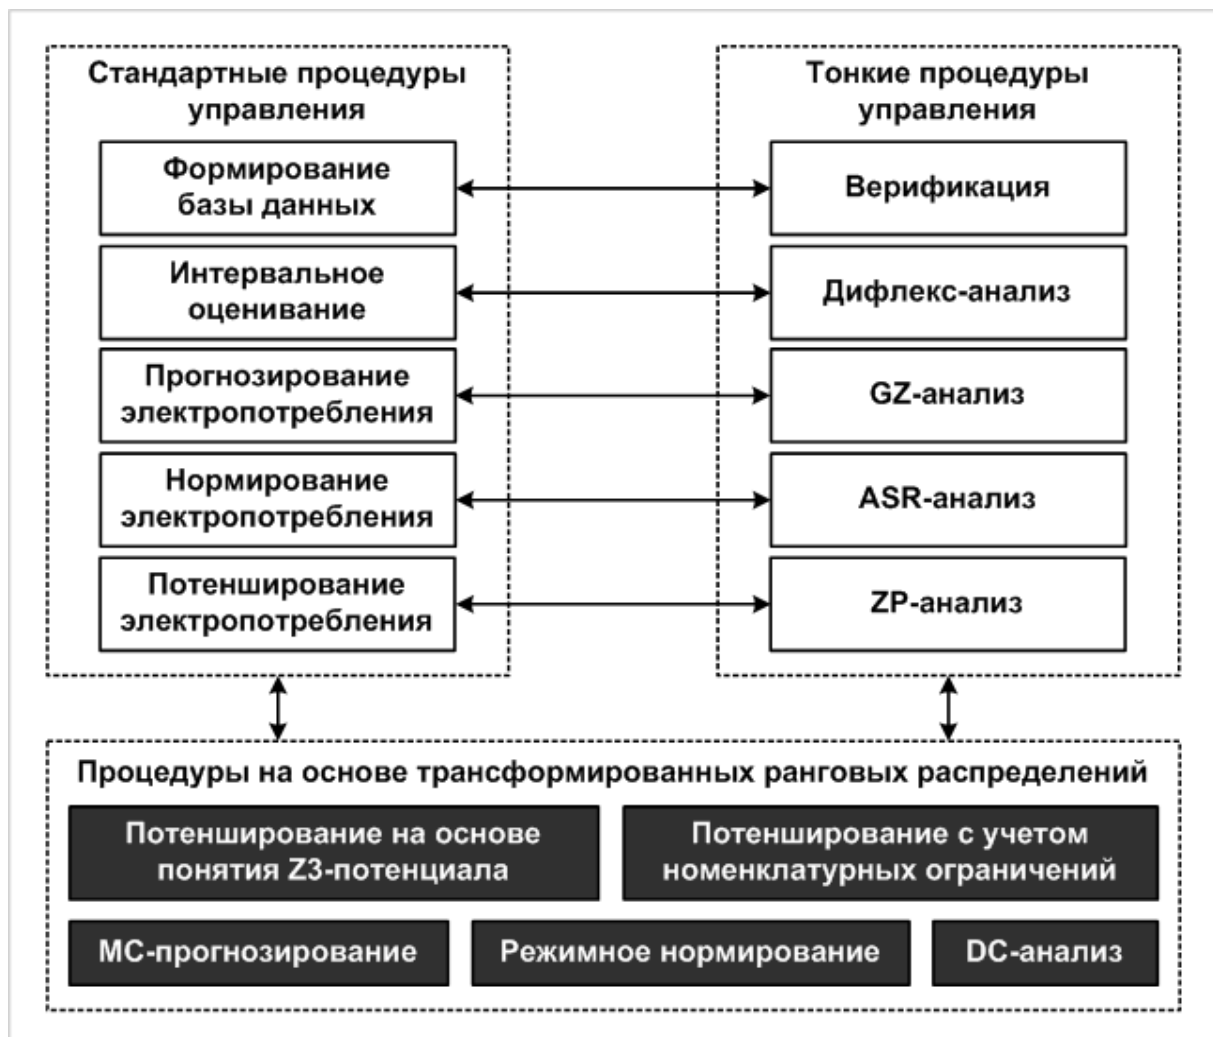 Стандартные процедуры
управления
Формирование
базы данных
Интервальное
оценивание
Прогнозирование
электропотребления
Нормирование
электропотребления
Потенширование
электропотребления
Тонкие процедуры
управления
Верификация
Дифлекс-анализ
GZ-анализ
ASR-анализ
ZP-анализ
Процедуры на основе трансформированных ранговых распределений
Потенширование на основе
понятия Z3-потенциала
Потенширование с учетом
номенклатурных ограничений
МС-прогнозирование
Режимное нормирование
DC-анализ